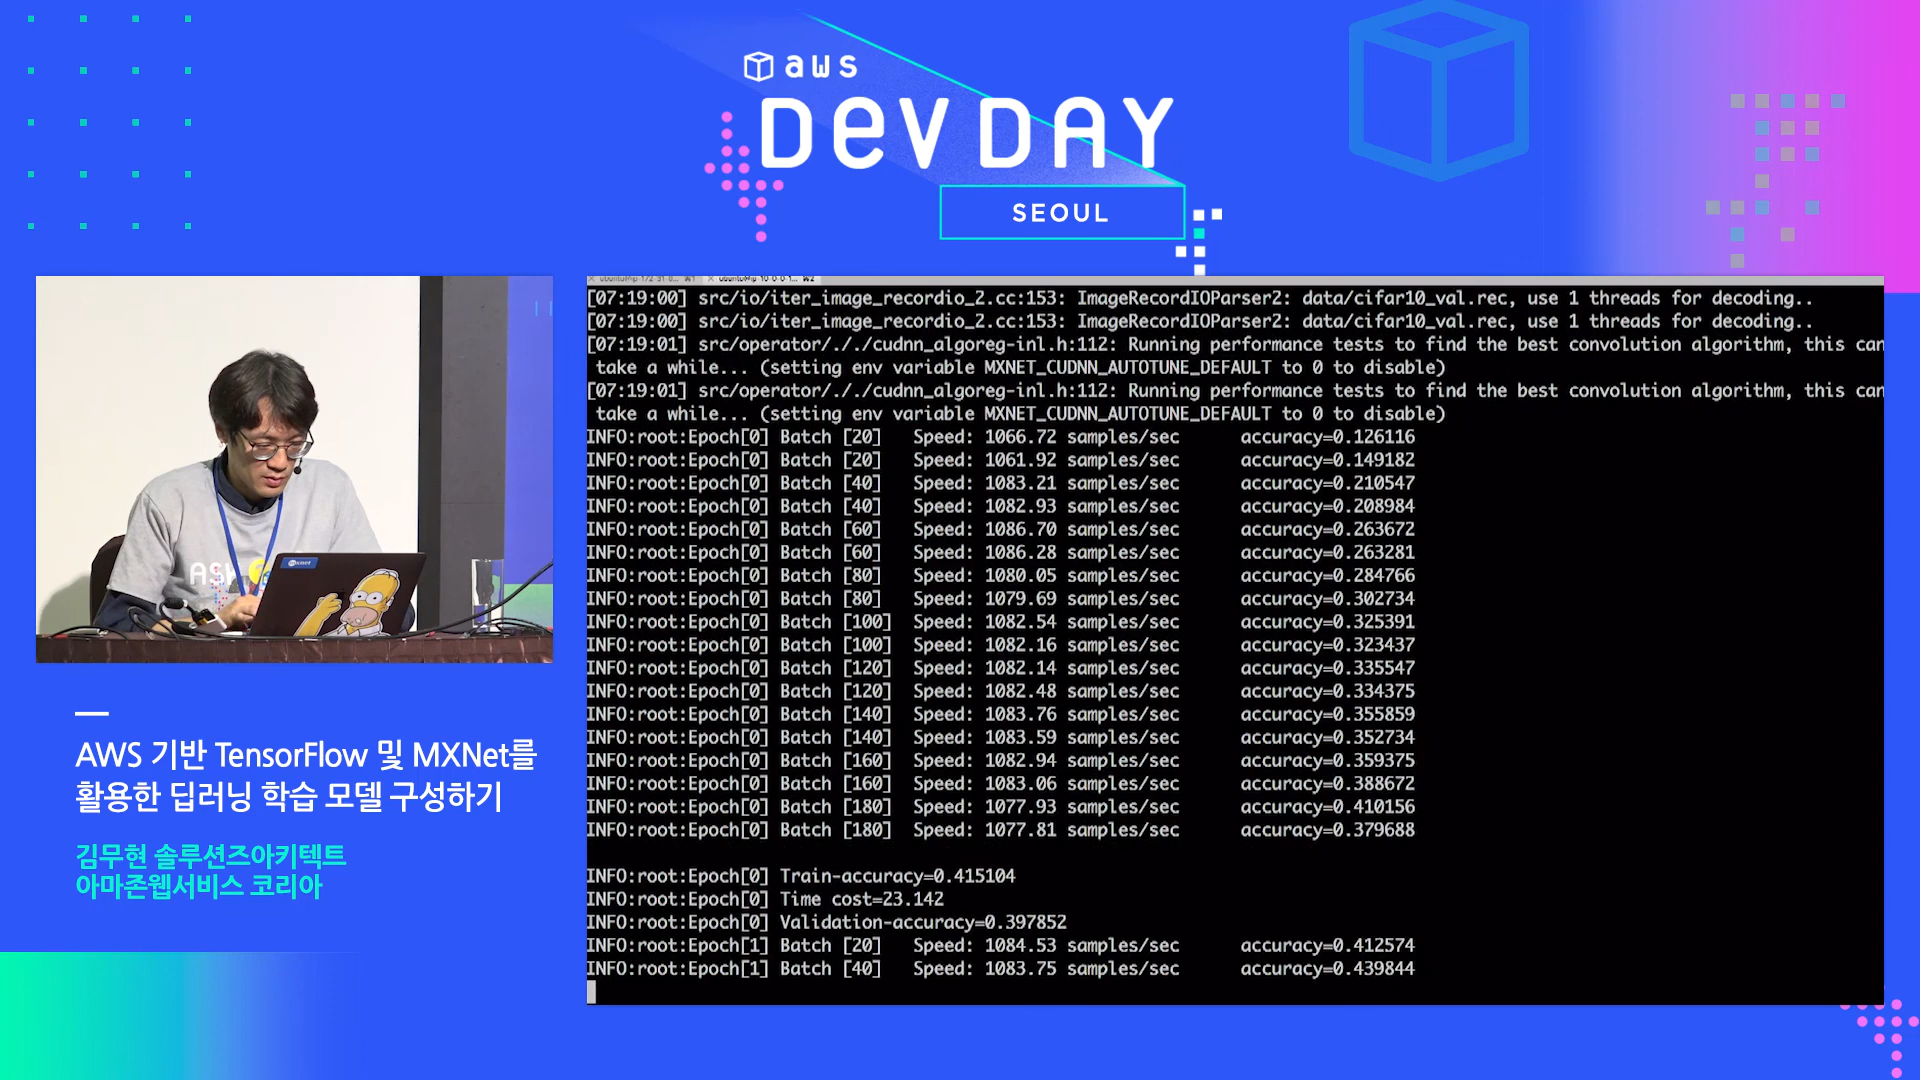 aws
DEV DAY
SEOUL
[07:19:00] src/io/iter_image_recordio_2.cc:153: ImageRecordIOParser2: data/cifar10_val.rec, use 1 threads for decoding..
[07:19:00] src/io/iter_image_recordio_2.cc:153: ImageRecordIOParser2: data/cifar10_val.rec, use 1 threads for decoding..
[07:19:01] src/operator/././cudnn_algoreg-inl.h:112: Running performance tests to find the best convolution algorithm, this can
take a while... (setting env variable MXNET_CUDNN_AUTOTUNE_DEFAULT to 0 to disable)
[07:19:01] src/operator/././cudnn_algoreg-inl.h:112: Running performance tests to find the best convolution algorithm, this can
take a while... (setting env variable MXNET_CUDNN_AUTOTUNE_DEFAULT to 0 to disable)
INFO:root:Epoch[0] Batch [20] Speed: 1066.72 samples/sec accuracy=0.126116
INFO:root:Epoch[0] Batch [20] Speed: 1061.92 samples/sec accuracy=0.149182
INFO:root:Epoch[0] Batch [40] Speed: 1083.21 samples/sec accuracy=0.210547
INFO:root:Epoch[0] Batch [40] Speed: 1082.93 samples/sec accuracy=0.208984
INFO:root:Epoch[0] Batch [60] Speed: 1086.70 samples/sec accuracy=0.263672
INFO:root:Epoch[0] Batch [60] Speed: 1086.28 samples/sec accuracy=0.263281
INFO:root:Epoch[0] Batch [80] Speed: 1080.05 samples/sec accuracy=0.284766
INFO:root:Epoch[0] Batch [80] Speed: 1079.69 samples/sec accuracy=0.302734
INFO:root:Epoch[0] Batch [100] Speed: 1082.54 samples/sec accuracy=0.325391
INFO:root:Epoch[0] Batch [100] Speed: 1082.16 samples/sec accuracy=0.323437
INFO:root:Epoch[0] Batch [120] Speed: 1082.14 samples/sec accuracy=0.335547
INFO:root:Epoch[0] Batch [120] Speed: 1082.48 samples/sec accuracy=0.334375
INFO:root:Epoch[0] Batch [140] Speed: 1083.76 samples/sec accuracy=0.355859
INFO:root:Epoch[0] Batch [140] Speed: 1083.59 samples/sec accuracy=0.352734
INFO:root:Epoch[0] Batch [160] Speed: 1082.94 samples/sec accuracy=0.359375
INFO:root:Epoch[0] Batch [160] Speed: 1083.06 samples/sec accuracy=0.388672
INFO:root:Epoch[0] Batch [180] Speed: 1077.93 samples/sec accuracy=0.410156
INFO:root:Epoch[0] Batch [180] Speed: 1077.81 samples/sec accuracy=0.379688
INFO:root:Epoch[0] Train-accuracy=0.415104
INFO:root:Epoch[0] Time cost=23.142
INFO:root:Epoch[0] Validation-accuracy=0.397852
INFO:root:Epoch[1] Batch [20] Speed: 1084.53 samples/sec accuracy=0.412574
INFO:root:Epoch[1] Batch [40] Speed: 1083.75 samples/sec accuracy=0.439844
mxnet
ASK
AWS 기반 TensorFlow 및 MXNet를
활용한 딥러닝 학습 모델 구성하기
김무현 솔루션즈아키텍트
아마존웹서비스 코리아